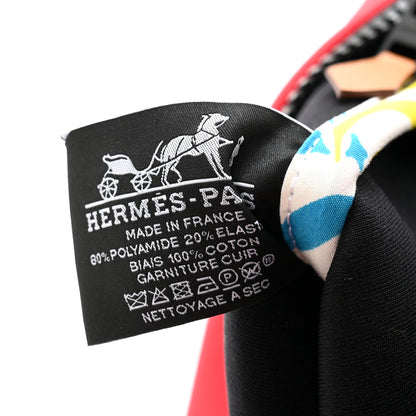 HERMES-PA
MADE IN FRANCE
80%POLYAMIDE 20%ELAST
BIAIS 100% COTON
GARNITURE CUIR
NETTOYAGE A SEC